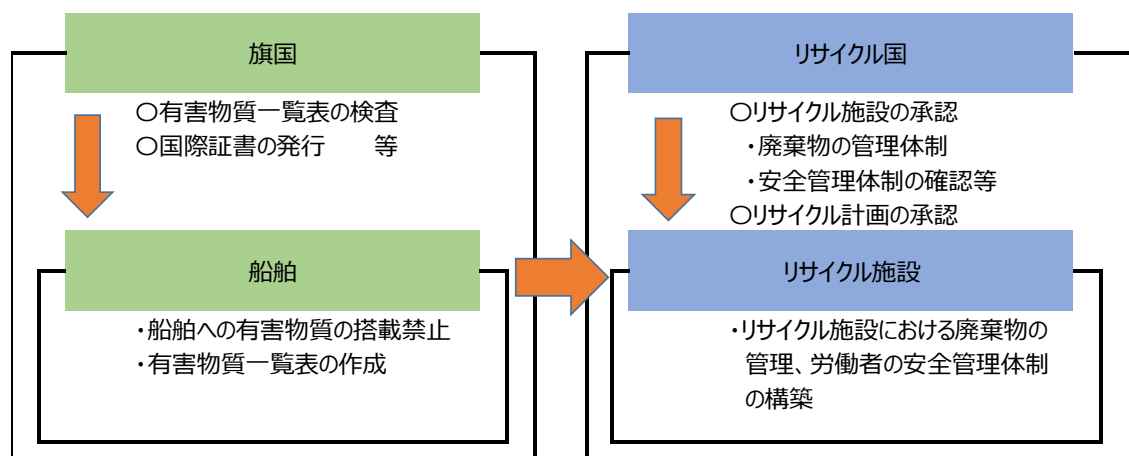 旗国
○有害物質一覧表の検査
○国際証書の発行　　等
船舶
・船舶への有害物質の搭載禁止
・有害物質一覧表の作成
リサイクル国
○リサイクル施設の承認
・廃棄物の管理体制
・安全管理体制の確認等
○リサイクル計画の承認
リサイクル施設
・リサイクル施設における廃棄物の
管理、労働者の安全管理体制
の構築